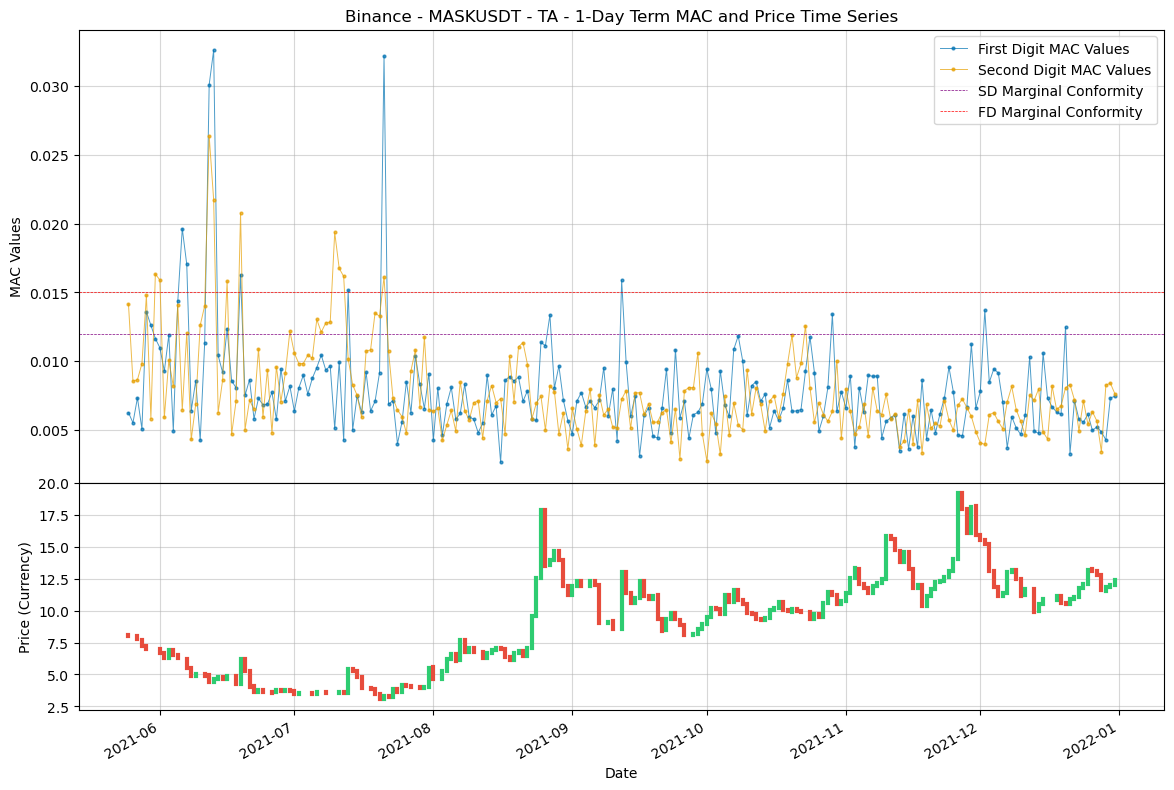 Binance - MASKUSDT - TA - 1-Day Term MAC and Price Time Series
First Digit MAC Values
Second Digit MAC Values
SD Marginal Conformity
FD Marginal Conformity
MAC Values
0.030
0.025
0.020
0.015
0.010
0.005
Price (Currency)
20.0
17.5
15.0
12.5
10.0
7.5
5.0
2.5
2021-06
2021-07
2021-08
2021-09
2021-10
2021-11
2021-12
2022-01
Date